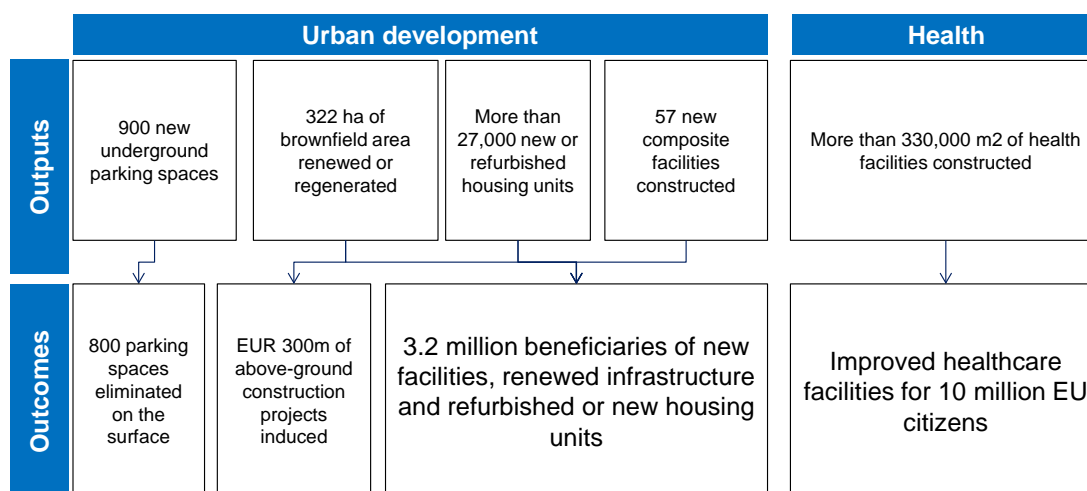 Urban development
Health
Outputs
900 new
underground
parking spaces
322 ha of
brownfield area
renewed or
regenerated
More than
27,000 new or
refurbished
housing units
57 new
composite
facilities
constructed
More than 330,000 m2 of health
facilities constructed
Outcomes
800 parking
spaces
eliminated on
the surface
EUR 300m of
above-ground
construction
projects
induced
3.2 million beneficiaries of new
facilities, renewed infrastructure
and refurbished or new housing
units
Improved healthcare
facilities for 10 million EU
citizens